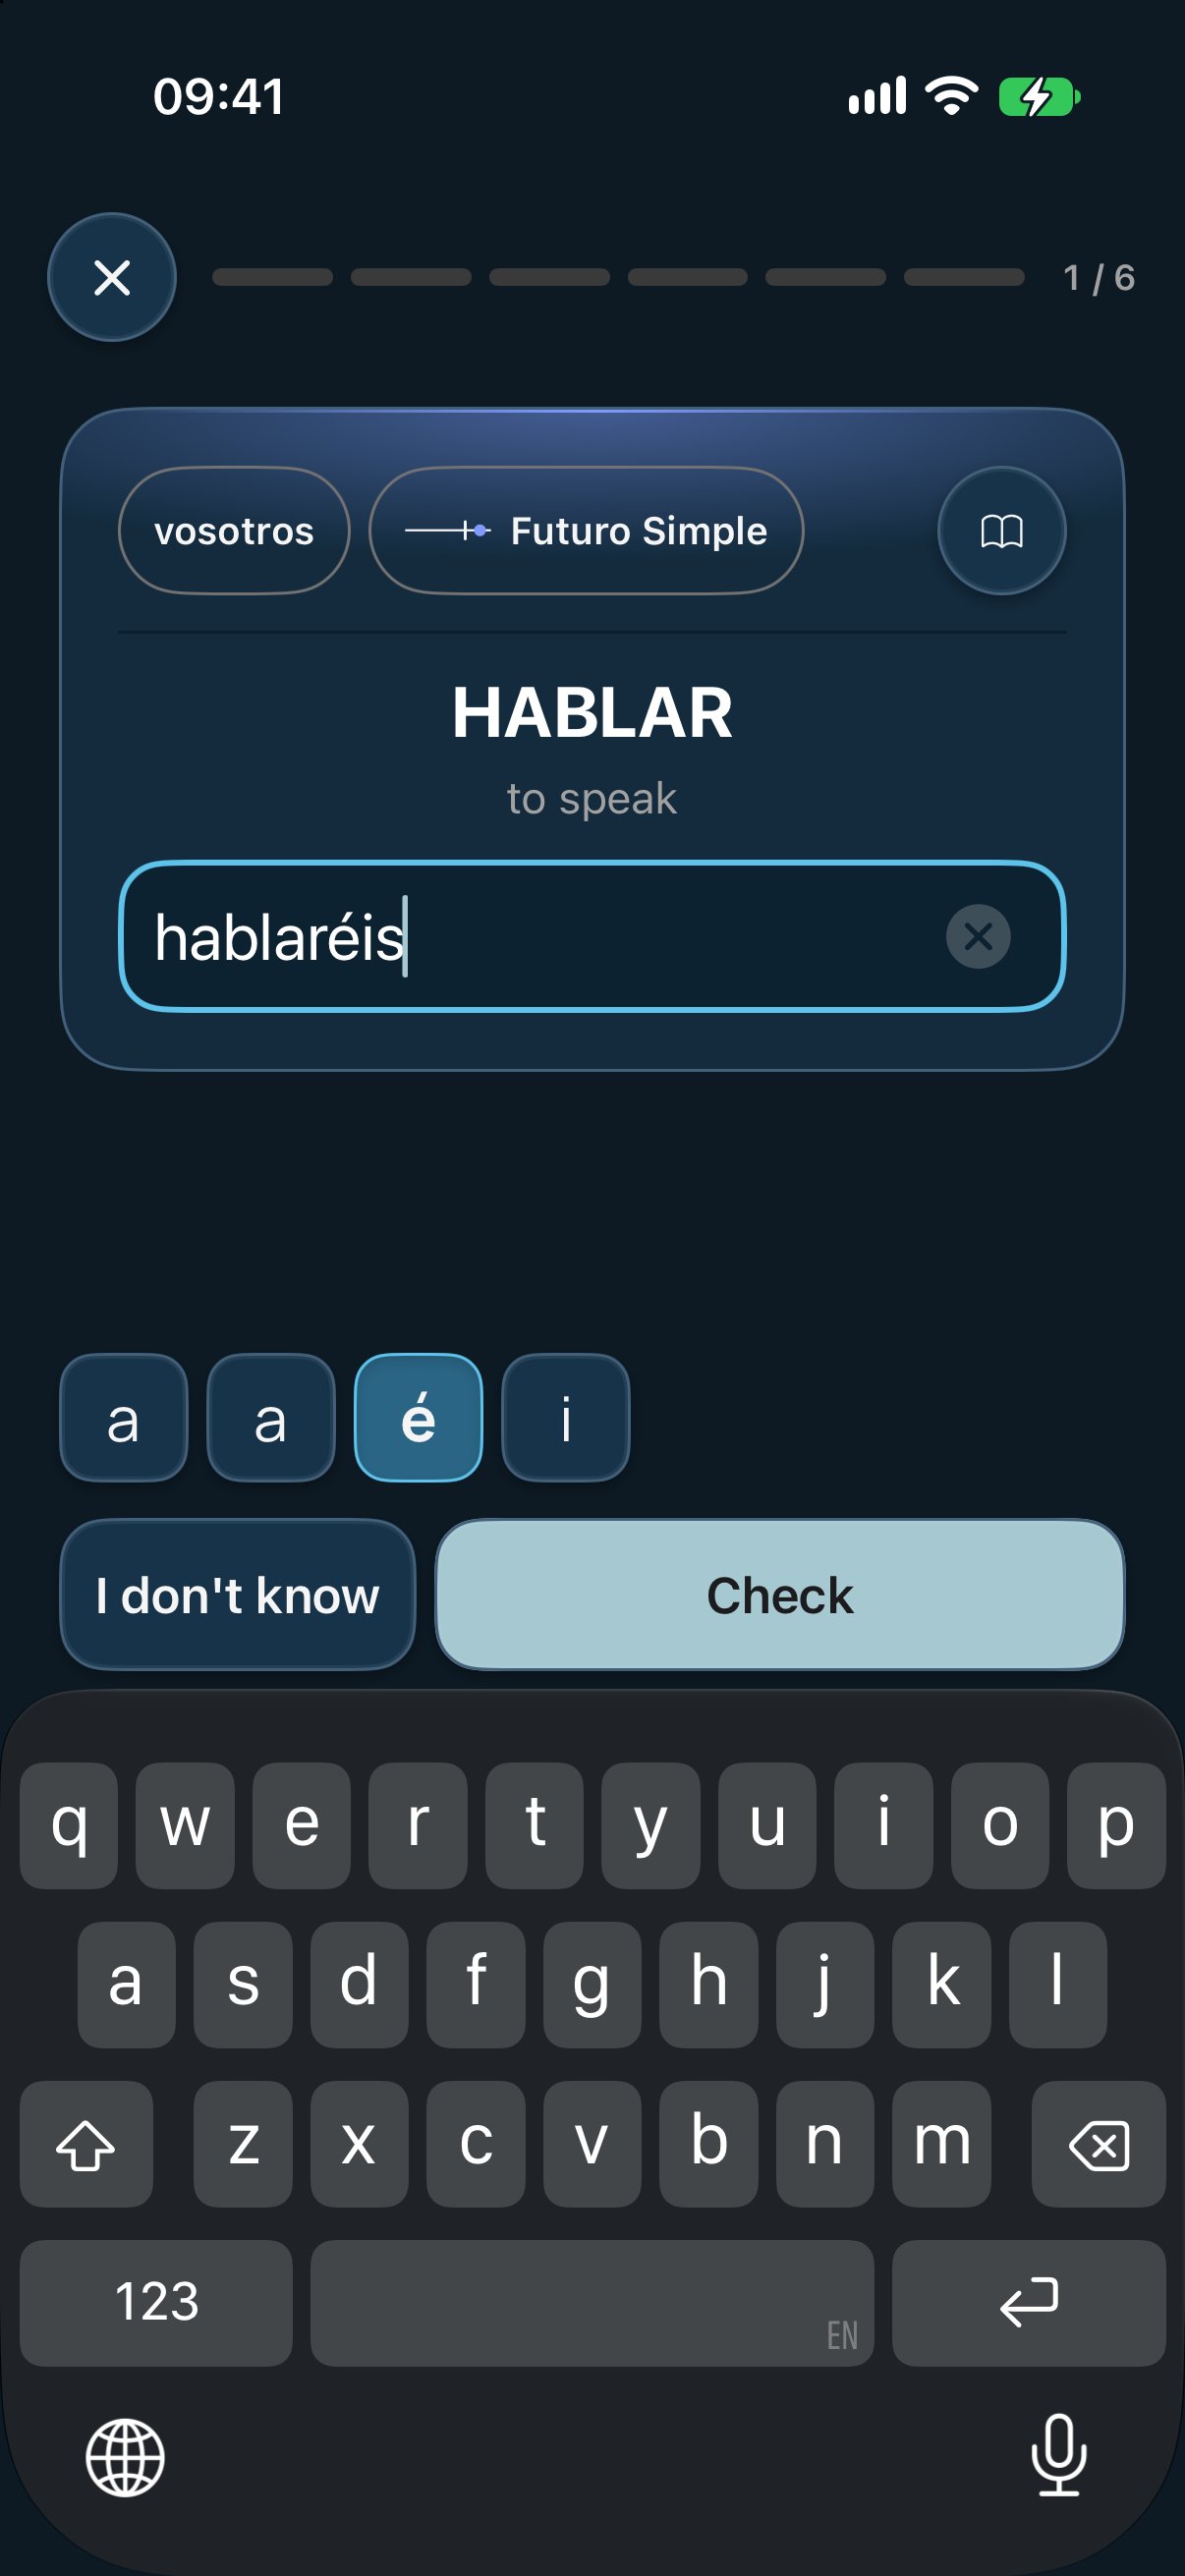 09:41
1 / 6
vosotros
Futuro Simple
HABLAR
to speak
hablaréis
a a é i
I don't know
Check
q w e r t y u i o p
a s d f g h j k l
z x c v b n m
123
EN